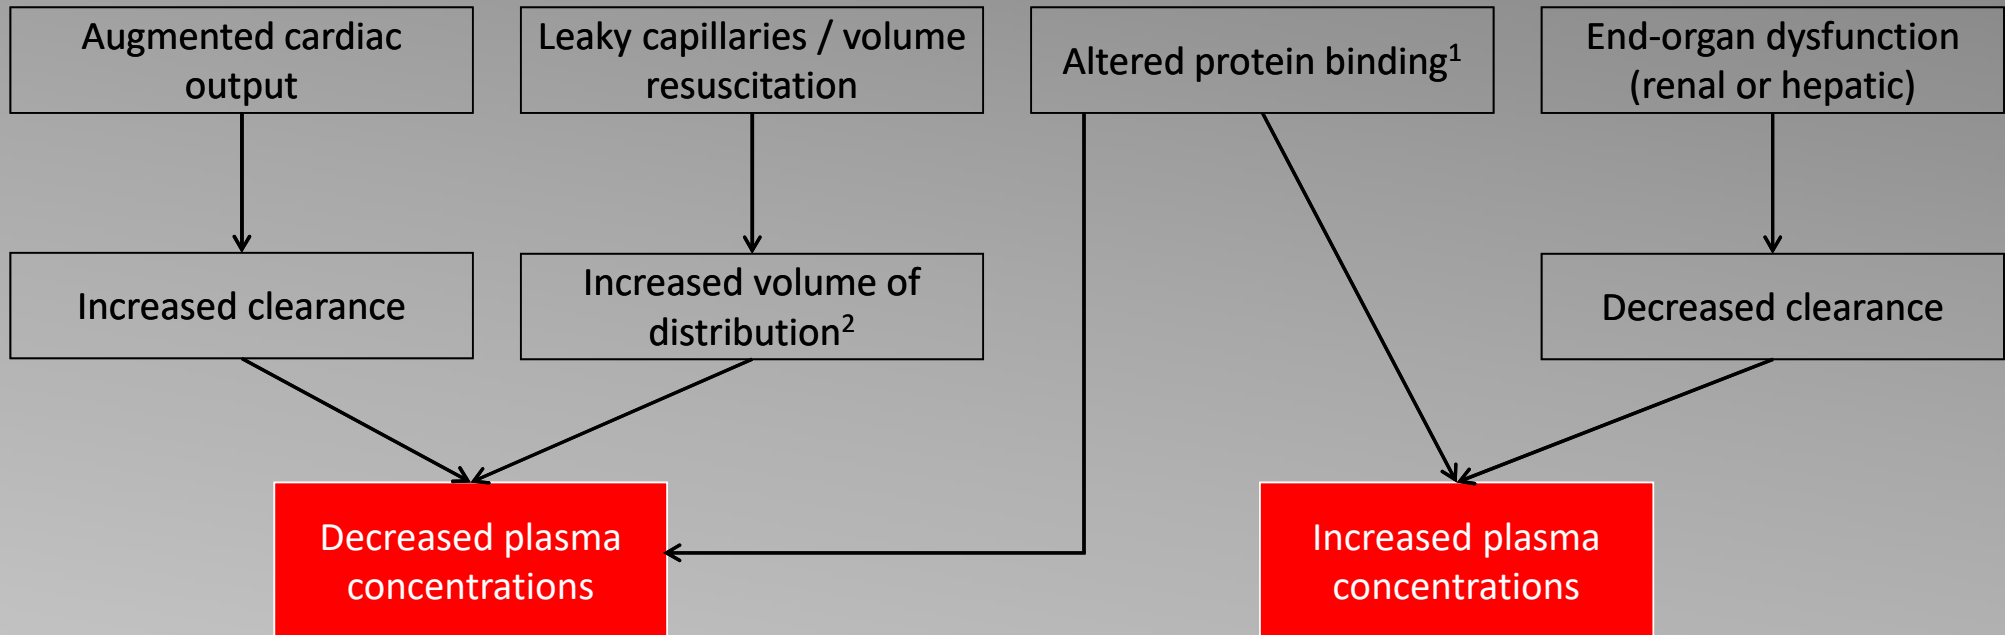 Augmented cardiac
output
Leaky capillaries / volume
resuscitation
Altered protein binding¹
End-organ dysfunction
(renal or hepatic)
Increased clearance
Increased volume of
distribution²
Decreased clearance
Decreased plasma
concentrations
Increased plasma
concentrations